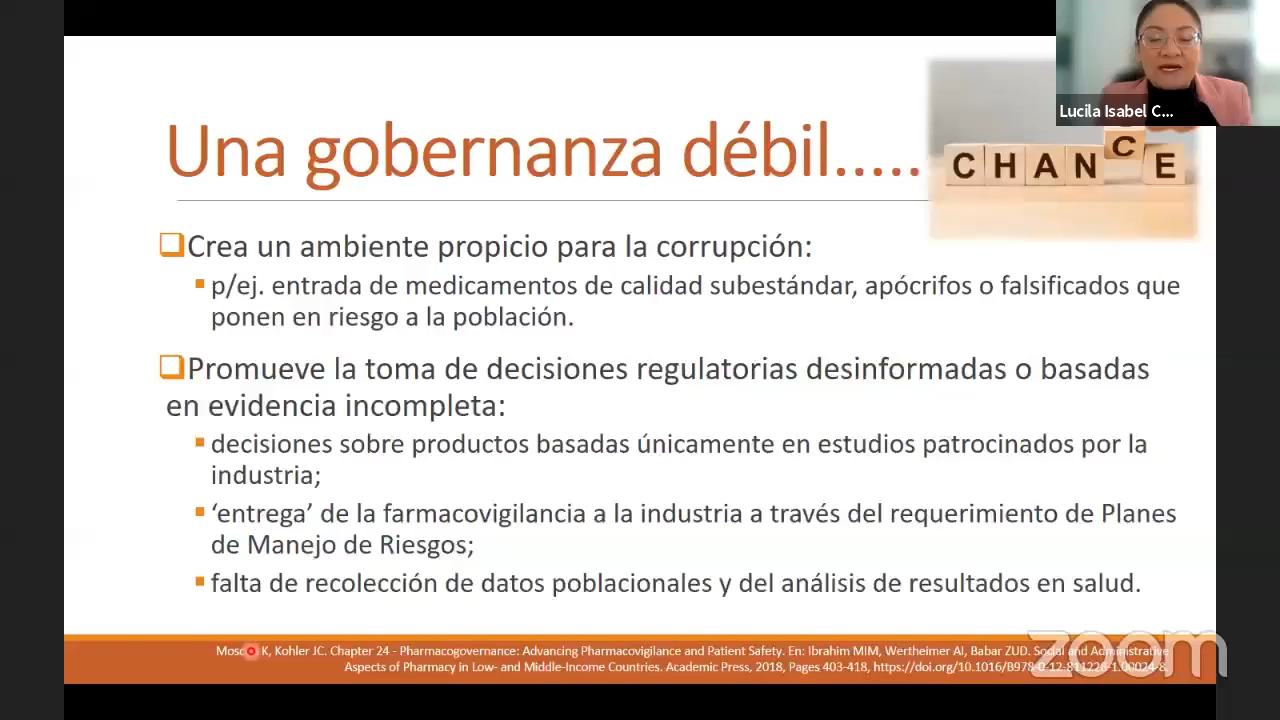 Lucila Isabel C...
Una gobernanza débil.....
CHANCE
Crea un ambiente propicio para la corrupción:
p/ej. entrada de medicamentos de calidad subestándar, apócrifos o falsificados que
ponen en riesgo a la población.
Promueve la toma de decisiones regulatorias desinformadas o basadas
en evidencia incompleta:
decisiones sobre productos basadas únicamente en estudios patrocinados por la
industria;
‘entrega’ de la farmacovigilancia a la industria a través del requerimiento de Planes
de Manejo de Riesgos;
falta de recolección de datos poblacionales y del análisis de resultados en salud.
K, Kohler JC. Chapter 24 - Pharmacogovernance: Advancing Pharmacovigilance and Patient Safety. En: Ibrahim MIM, Wertheimer AI, Babar ZUD. Social and Administrative
Aspects of Pharmacy in Low- and Middle-Income Countries. Academic Press, 2018, Pages 403-418, https://doi.org/10.1016/B978-0-12-811228-1.00024-8.
zoom